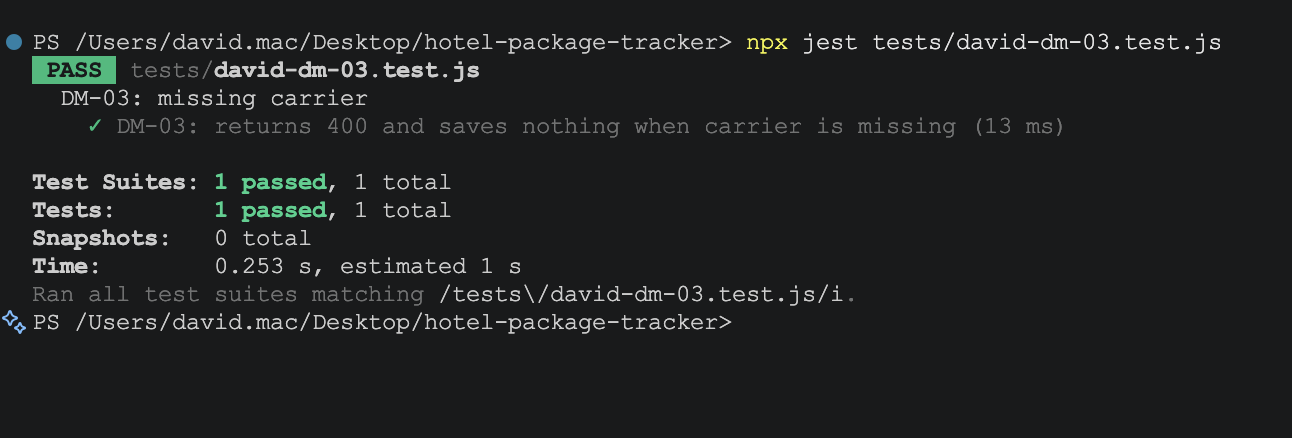 PS /Users/david.mac/Desktop/hotel-package-tracker> npx jest tests/david-dm-03.test.js
PASS tests/david-dm-03.test.js
DM-03: missing carrier
✓ DM-03: returns 400 and saves nothing when carrier is missing (13 ms)
Test Suites: 1 passed, 1 total
Tests: 1 passed, 1 total
Snapshots: 0 total
Time: 0.253 s, estimated 1 s
Ran all test suites matching /tests\/david-dm-03.test.js/i.
PS /Users/david.mac/Desktop/hotel-package-tracker>